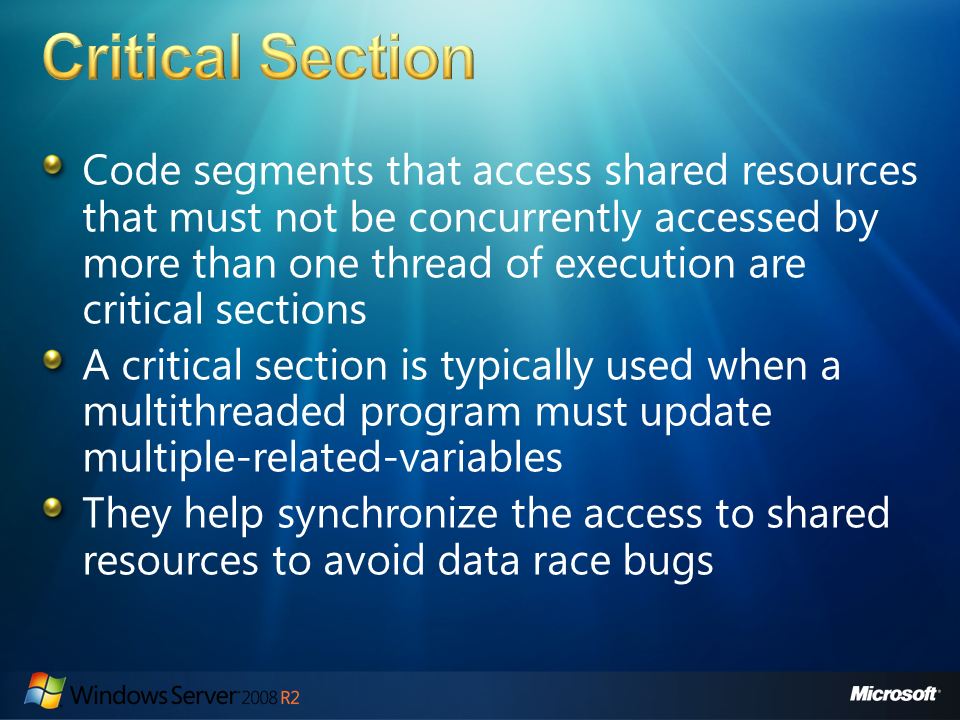 Critical Section
Code segments that access shared resources
that must not be concurrently accessed by
more than one thread of execution are
critical sections
A critical section is typically used when a
multithreaded program must update
multiple-related-variables
They help synchronize the access to shared
resources to avoid data race bugs
Windows Server 2008 R2
Microsoft®